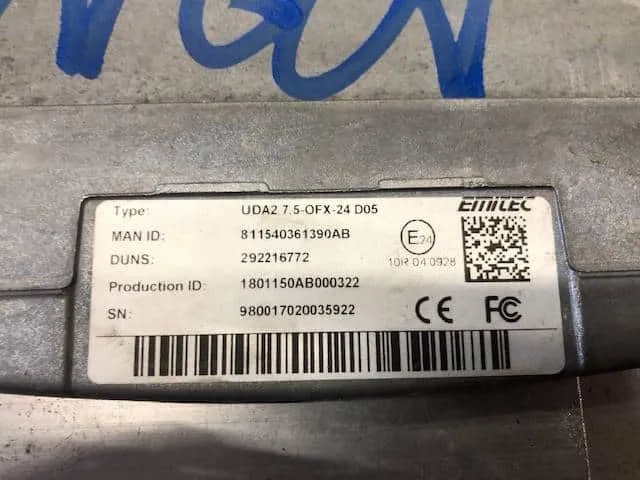 Type: UDA2 7.5-OFX-24 D05
EMITEC
MAN ID: 811540361390AB
E24
DUNS: 292216772
10R-04 0928
Production ID: 1801150AB000322
SN: 980017020035922
CE FC